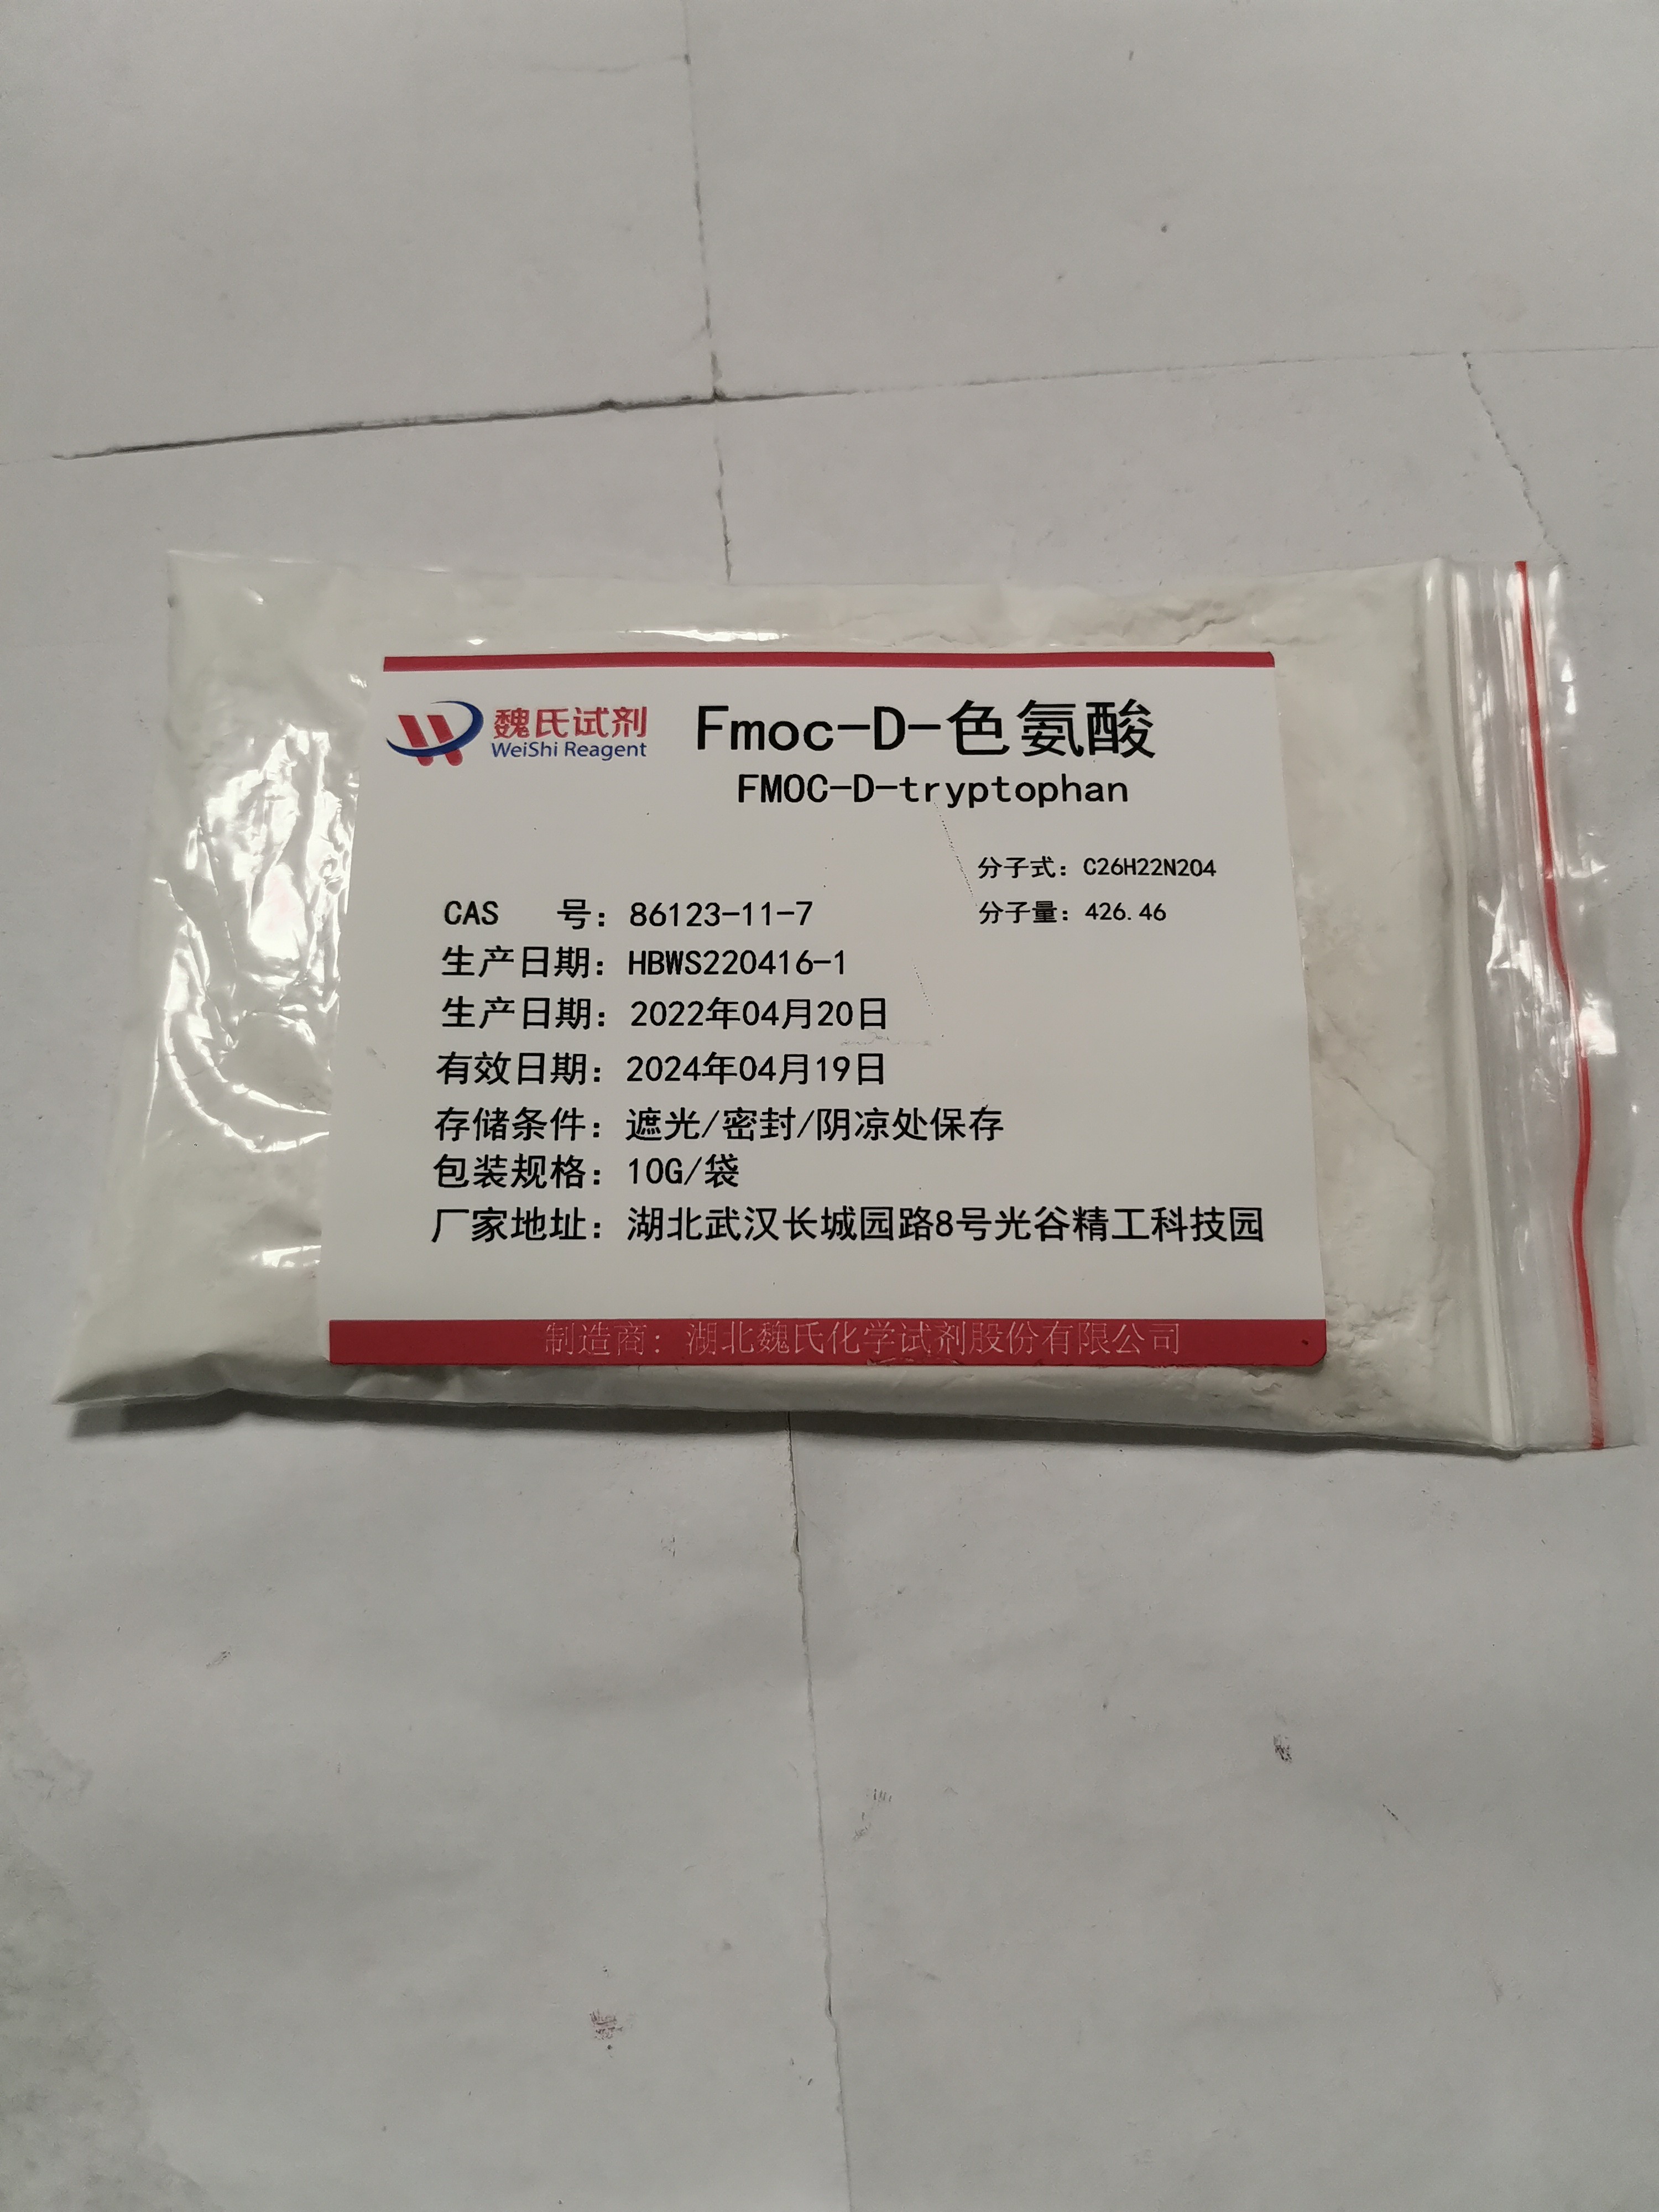 魏氏试剂
WeiShi Reagent
Fmoc-D-色氨酸
FMOC-D-tryptophan
分子式：C26H22N2O4
CAS 号：86123-11-7
分子量：426.46
生产日期：HBWS220416-1
生产日期：2022年04月20日
有效日期：2024年04月19日
存储条件：遮光/密封/阴凉处保存
包装规格：10G/袋
厂家地址：湖北武汉长城园路8号光谷精工科技园
制造商：湖北魏氏化学试剂股份有限公司